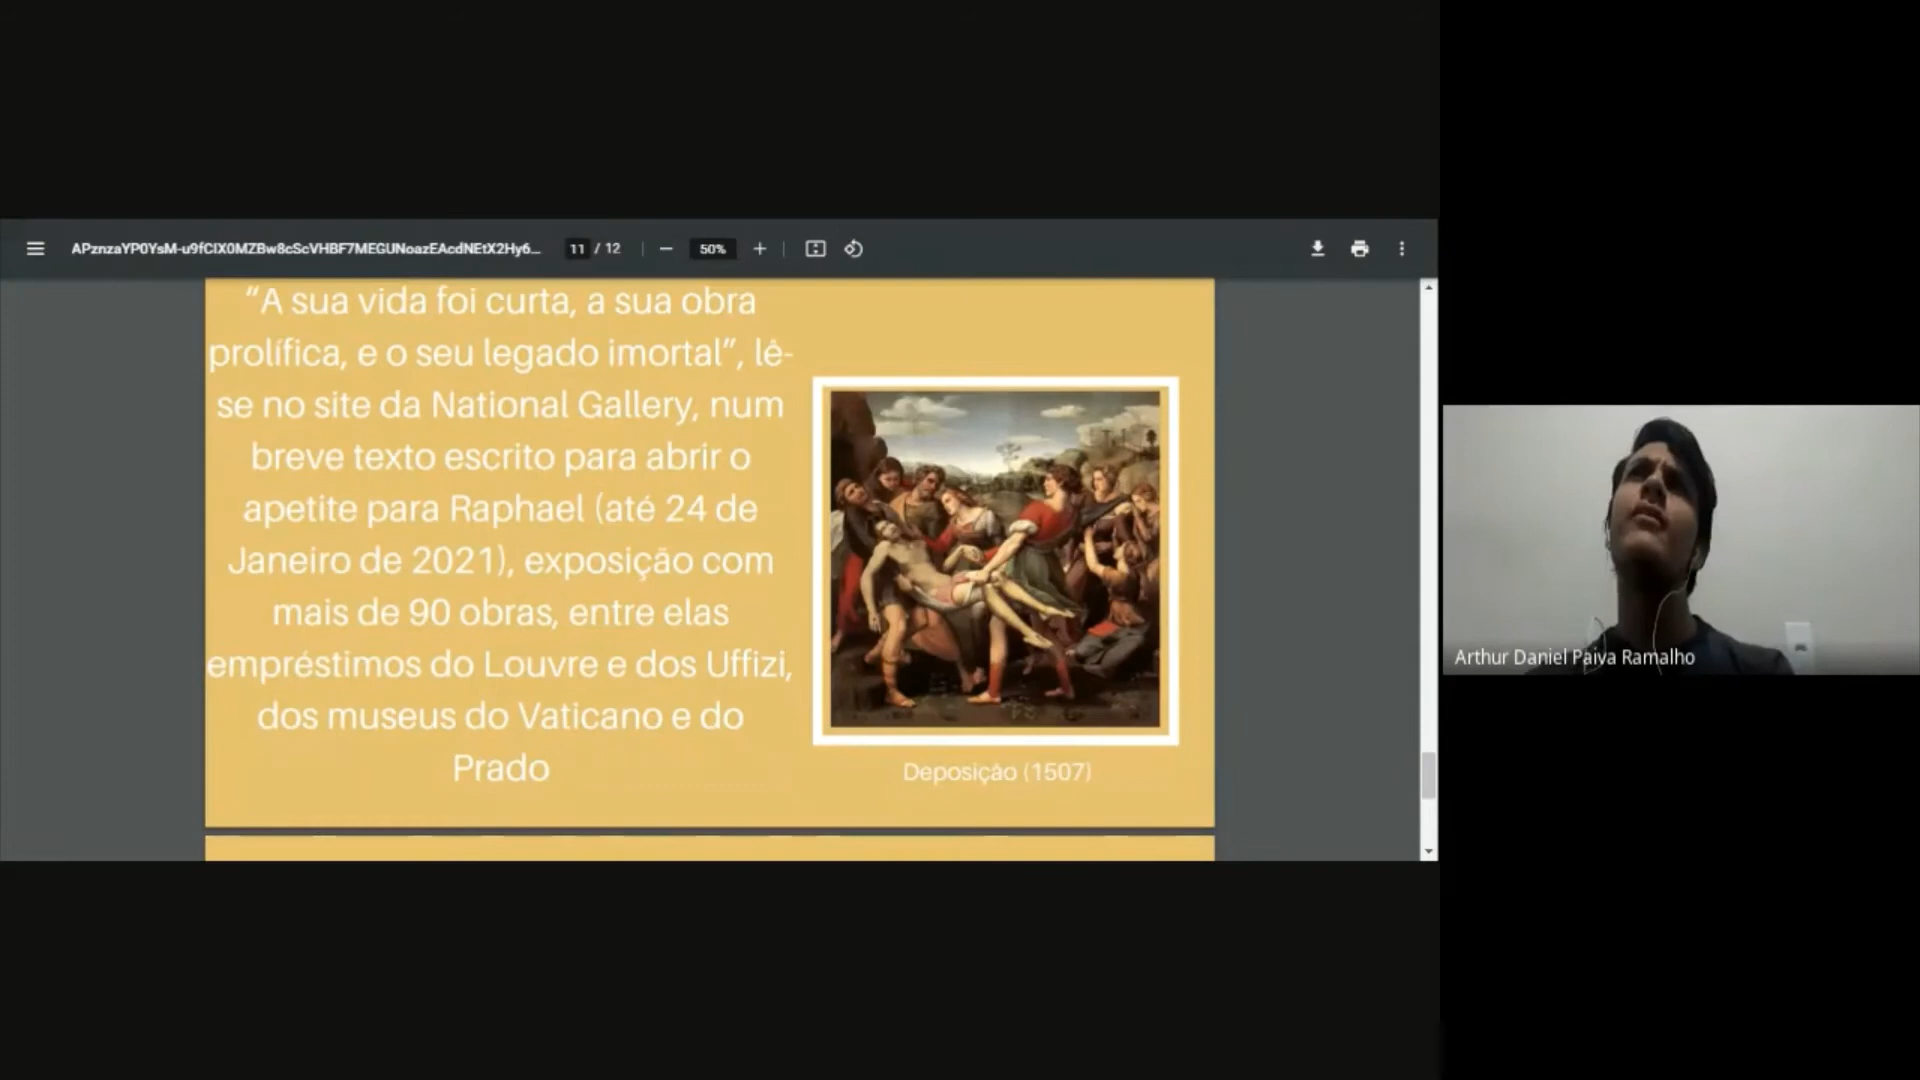 APznzaYP0YsM-u9fClX0MZBw8cScVHBF7MEGUNoazEAcdNEtX2Hy6... 11 / 12 50%
“A sua vida foi curta, a sua obra
prolífica, e o seu legado imortal”, lê-
se no site da National Gallery, num
breve texto escrito para abrir o
apetite para Raphael (até 24 de
Janeiro de 2021), exposição com
mais de 90 obras, entre elas
empréstimos do Louvre e dos Uffizi,
dos museus do Vaticano e do
Prado
Deposição (1507)
Arthur Daniel Paiva Ramalho